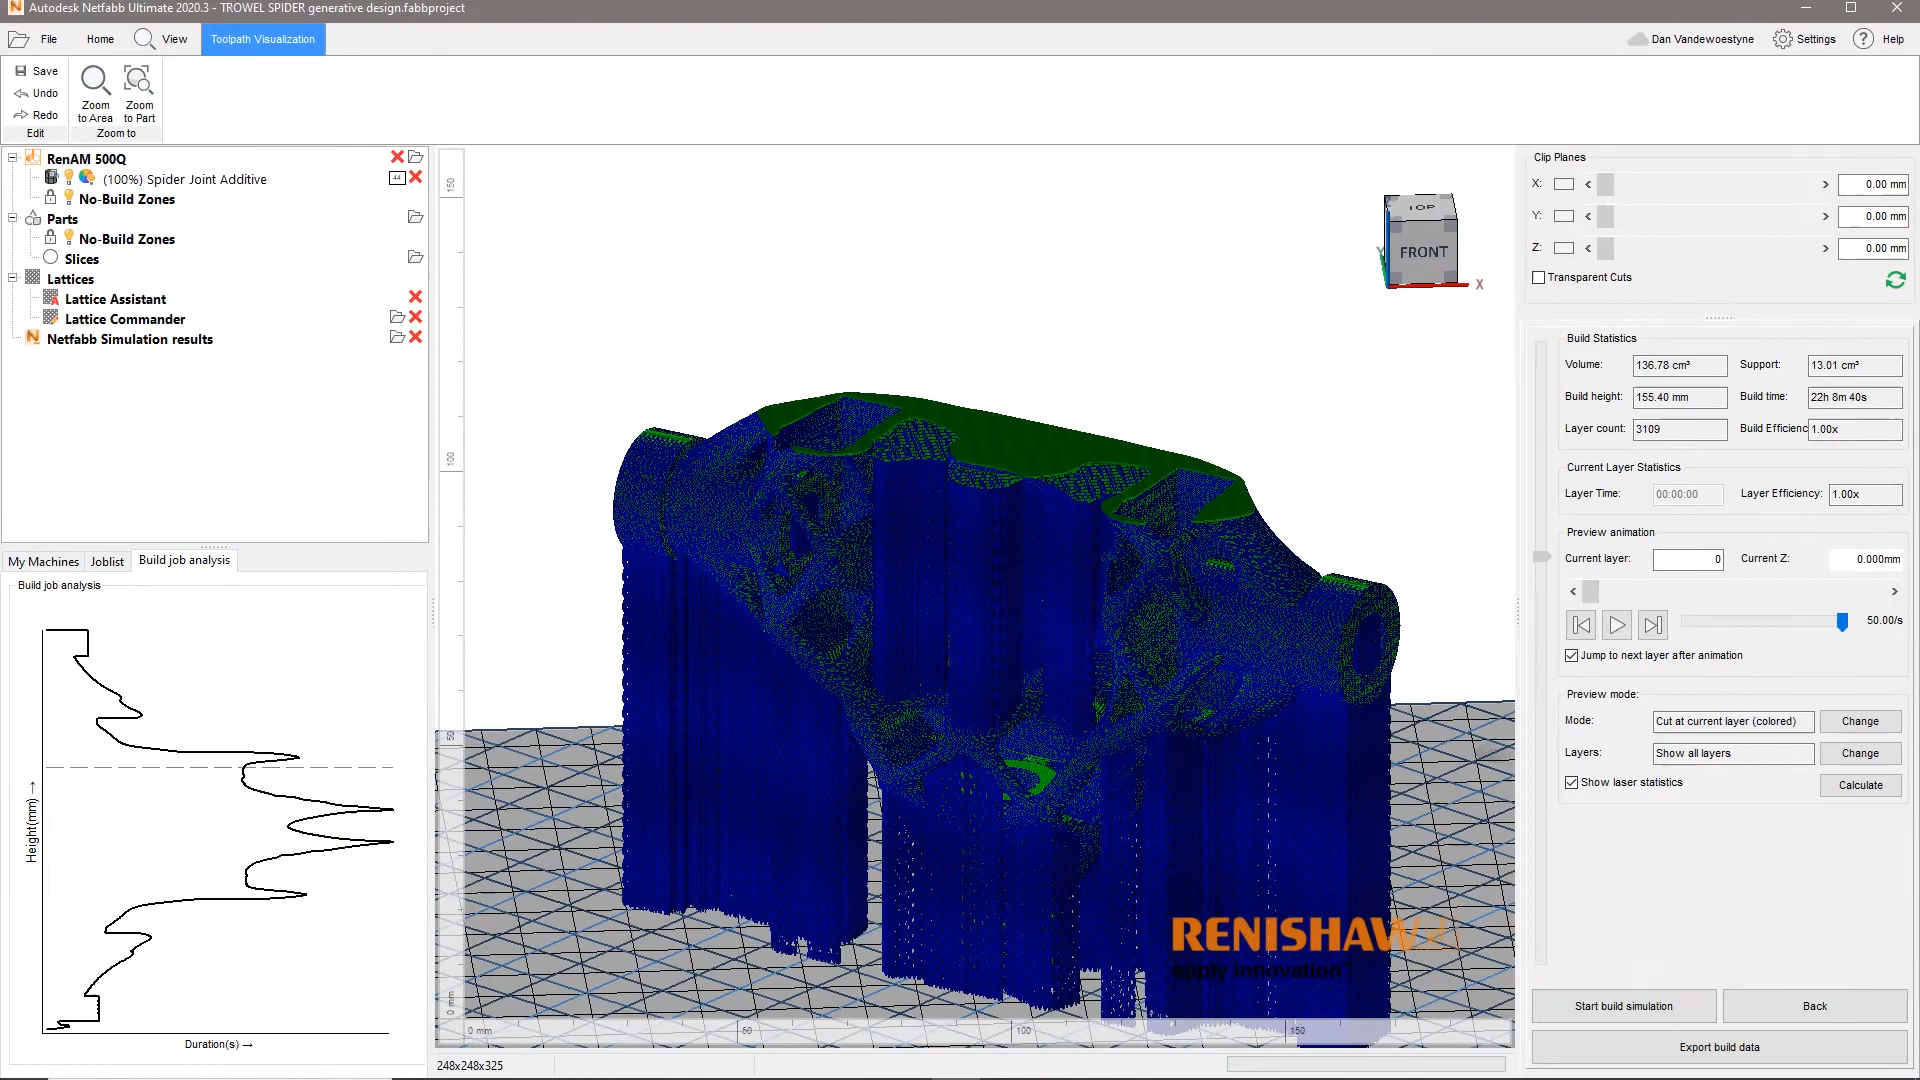 Autodesk Netfabb Ultimate 2020.3 - TROWEL SPIDER generative design.fabbproject
File
Home
View
Toolpath Visualization
Dan Vandewoestyne
Settings
Help
Save
Undo
Redo
Edit
Zoom
to Area
Zoom
to Part
Zoom to
RenAM 500Q
(100%) Spider Joint Additive
44
No-Build Zones
Parts
No-Build Zones
Slices
Lattices
Lattice Assistant
Lattice Commander
Netfabb Simulation results
My Machines
Joblist
Build job analysis
Build job analysis
Height(mm) →
Duration(s) →
150
100
50
0 mm
0 mm
50
100
150
TOP
FRONT
Y
X
RENISHAW
apply innovation™
248x248x325
Clip Planes
X:
0.00 mm
Y:
0.00 mm
Z:
0.00 mm
Transparent Cuts
Build Statistics
Volume:
136.78 cm³
Support:
13.01 cm³
Build height:
155.40 mm
Build time:
22h 8m 40s
Layer count:
3109
Build Efficienc
1.00x
Current Layer Statistics
Layer Time:
00:00:00
Layer Efficiency:
1.00x
Preview animation
Current layer:
0
Current Z:
0.000mm
50.00/s
Jump to next layer after animation
Preview mode:
Mode:
Cut at current layer (colored)
Change
Layers:
Show all layers
Change
Show laser statistics
Calculate
Start build simulation
Back
Export build data